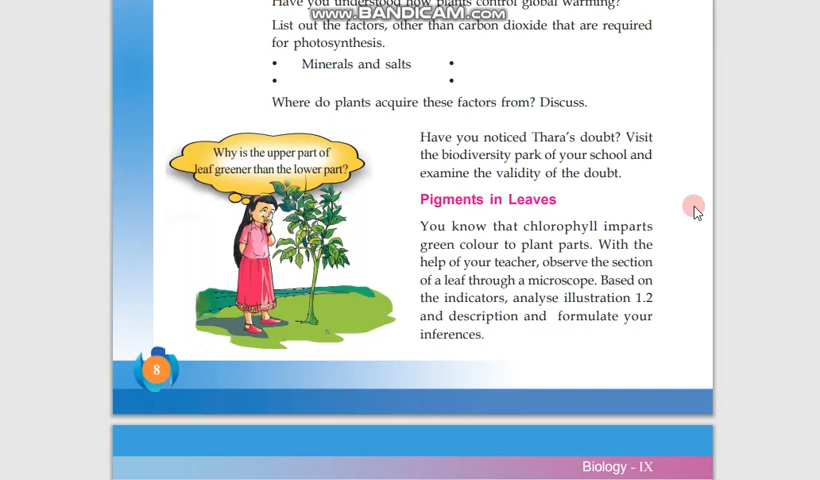 Have you understood how plants control global warming?
www.BANDICAM.com
List out the factors, other than carbon dioxide that are required
for photosynthesis.
• Minerals and salts •
• •
Where do plants acquire these factors from? Discuss.
Why is the upper part of
leaf greener than the lower part?
Have you noticed Thara's doubt? Visit
the biodiversity park of your school and
examine the validity of the doubt.
Pigments in Leaves
You know that chlorophyll imparts
green colour to plant parts. With the
help of your teacher, observe the section
of a leaf through a microscope. Based on
the indicators, analyse illustration 1.2
and description and formulate your
inferences.
8
Biology - IX